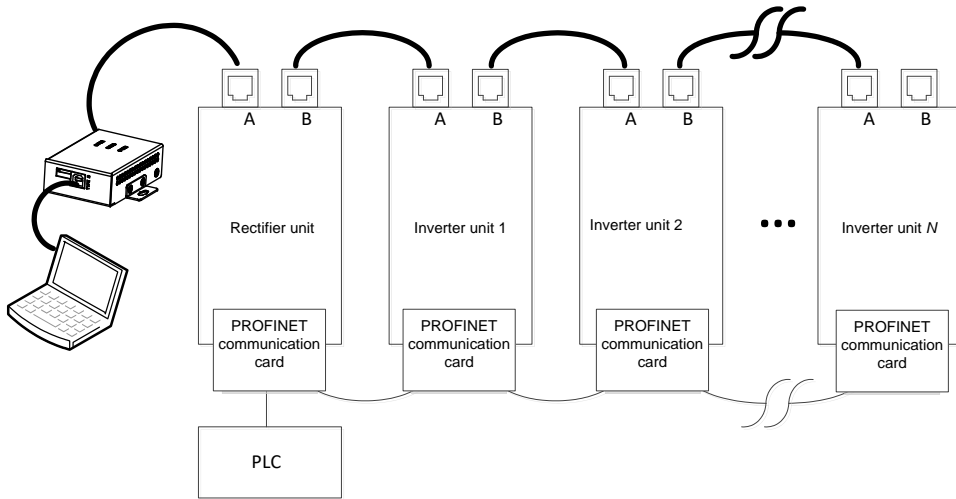 A B A B A B A B
Rectifier unit
Inverter unit 1
Inverter unit 2
Inverter unit N
PROFINET
communication
card
PROFINET
communication
card
PROFINET
communication
card
PROFINET
communication
card
PLC